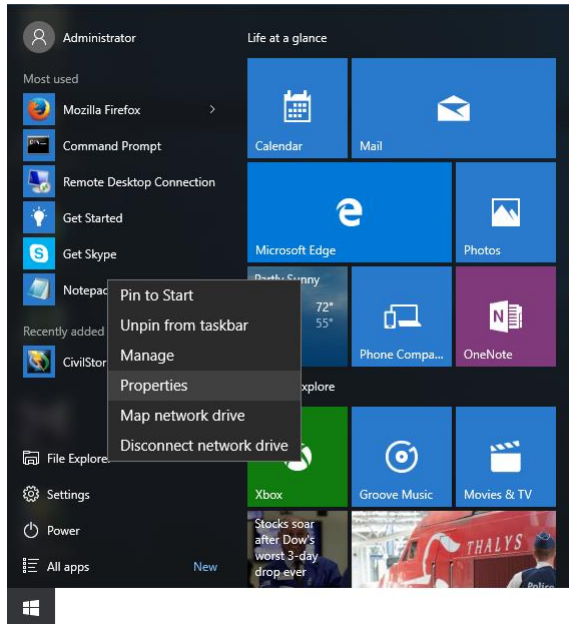 Administrator
Most used
Mozilla Firefox
Command Prompt
Remote Desktop Connection
Get Started
Get Skype
Notepad
Recently added
CivilStor
File Explorer
Settings
Power
All apps
New
Pin to Start
Unpin from taskbar
Manage
Properties
Map network drive
Disconnect network drive
Life at a glance
Calendar
Mail
Microsoft Edge
Photos
Partly Sunny
72°
55°
Phone Compa...
OneNote
xplore
Xbox
Groove Music
Movies & TV
Stocks soar
after Dow's
worst 3-day
drop ever
THALYS
Police